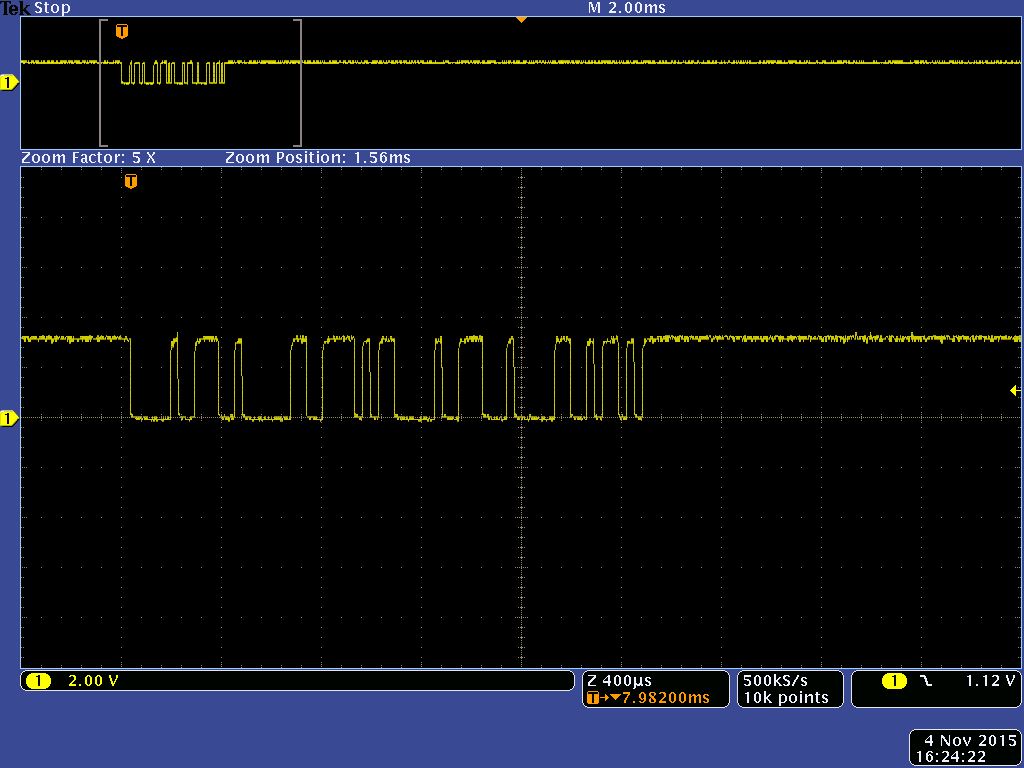 Tek Stop M 2.00ms
T
1
Zoom Factor: 5 X Zoom Position: 1.56ms
T
1
1 2.00 V Z 400µs 500kS/s 1 1.12 V
T→▼7.98200ms 10k points
4 Nov 2015
16:24:22